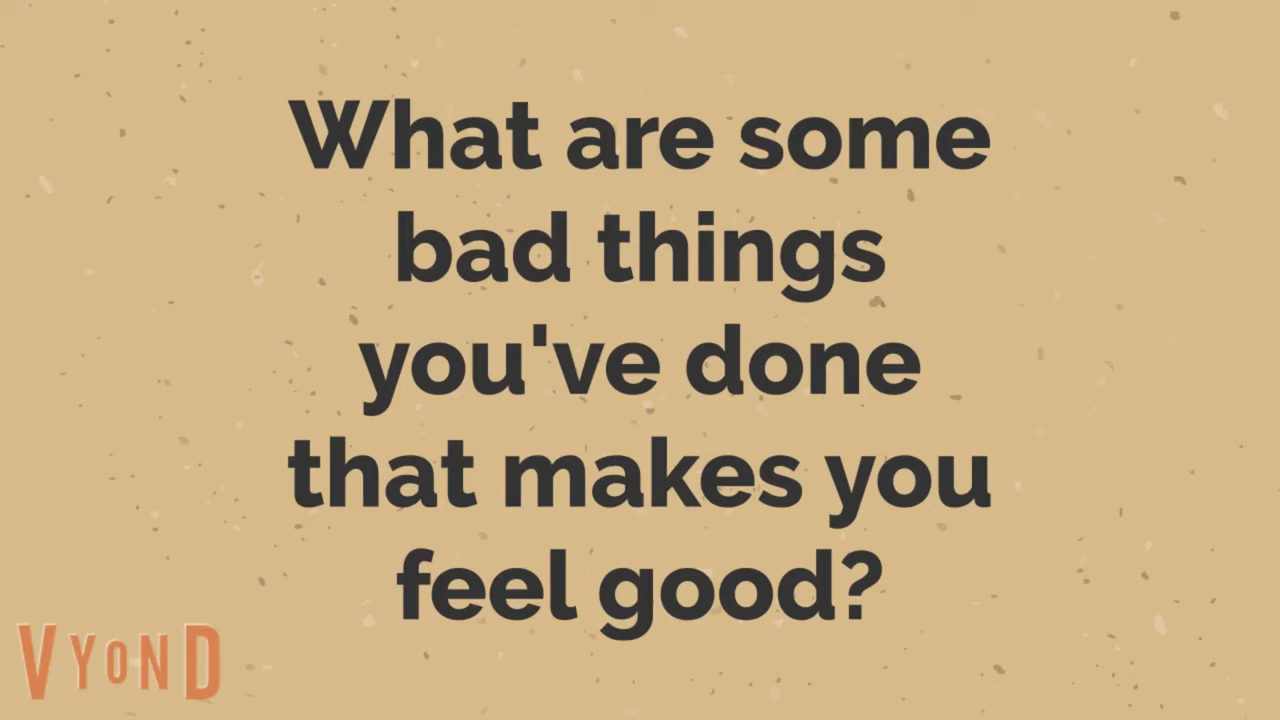 What are some
bad things
you've done
that makes you
feel good?
VYOND